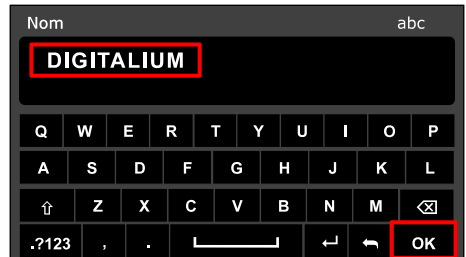 Nom abc
DIGITALIUM
Q W E R T Y U I O P
A S D F G H J K L
Z X C V B N M
.?123 , . OK